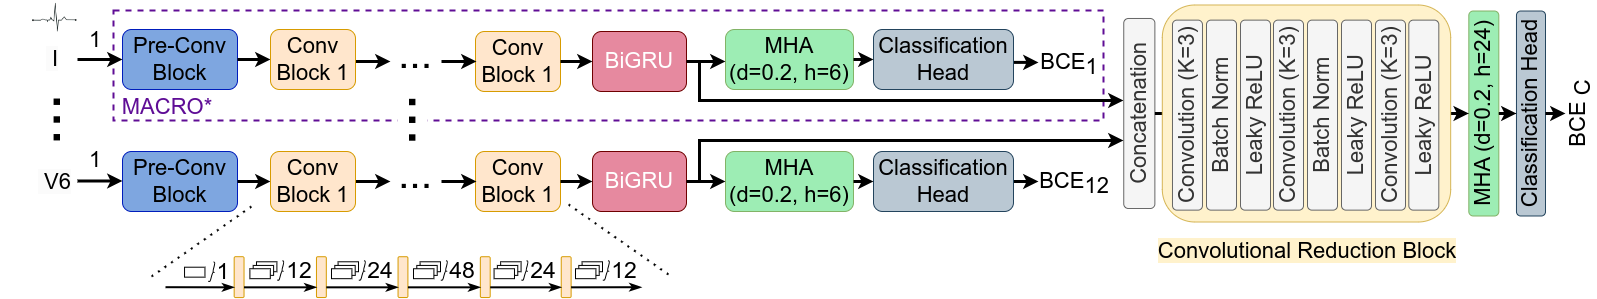 I
1
Pre-Conv
Block
Conv
Block 1
...
Conv
Block 1
BiGRU
MHA
(d=0.2, h=6)
Classification
Head
BCE1
MACRO*
V6
1
Pre-Conv
Block
Conv
Block 1
...
Conv
Block 1
BiGRU
MHA
(d=0.2, h=6)
Classification
Head
BCE12
Concatenation
Convolution (K=3)
Batch Norm
Leaky ReLU
Convolution (K=3)
Batch Norm
Leaky ReLU
Convolution (K=3)
Leaky ReLU
Convolutional Reduction Block
MHA (d=0.2, h=24)
Classification Head
BCE C
/1
/12
/24
/48
/24
/12